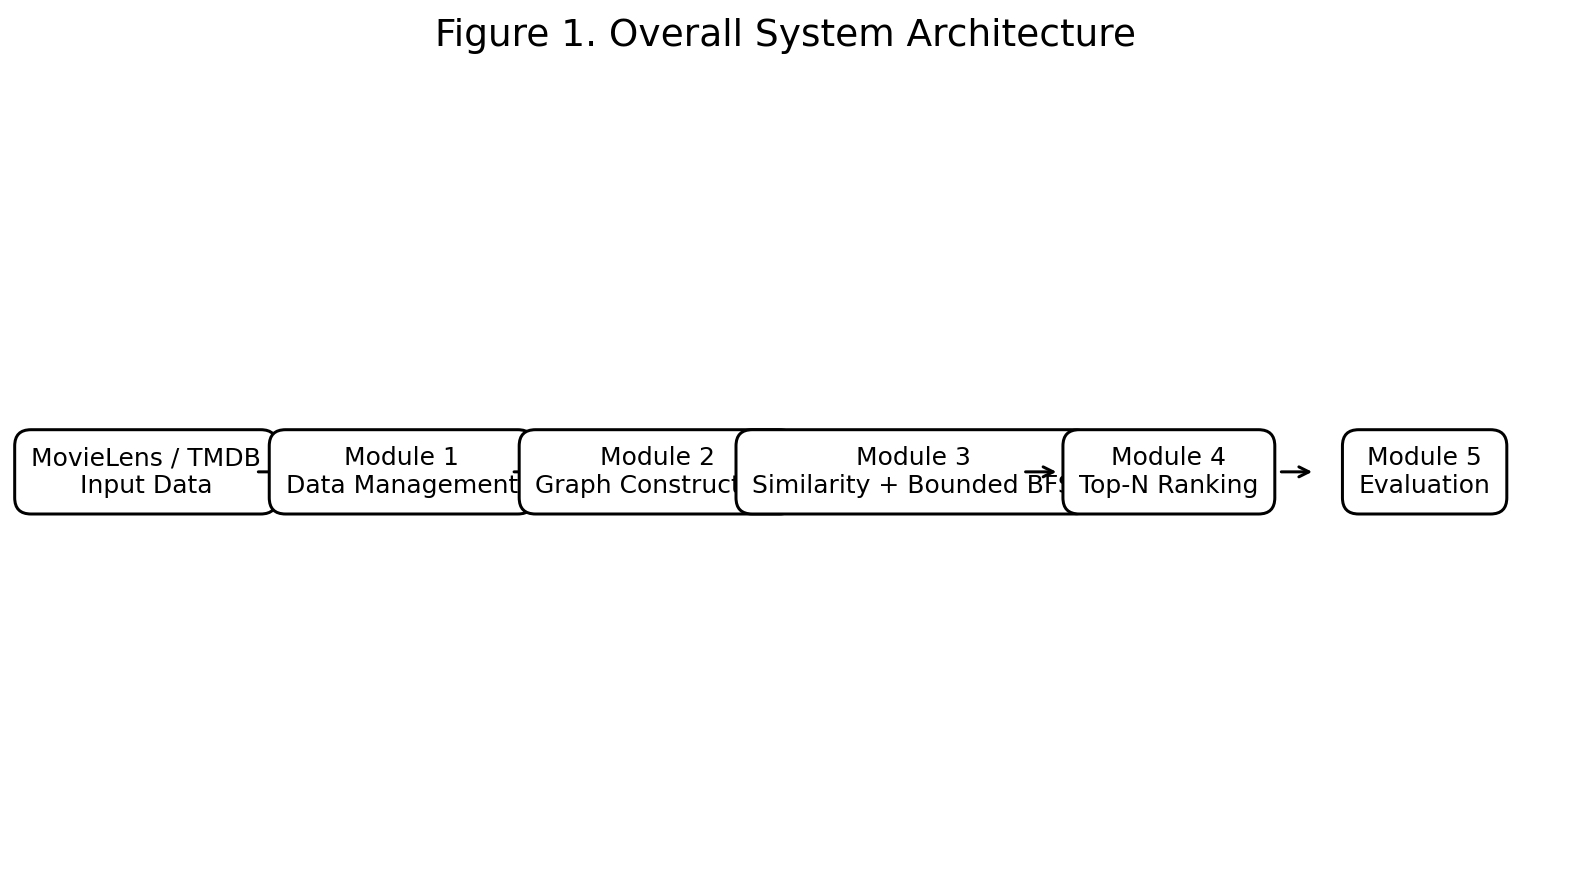 Figure 1. Overall System Architecture
MovieLens / TMDB
Input Data
Module 1
Data Management
Module 2
Graph Construct
Module 3
Similarity + Bounded BFS
Module 4
Top-N Ranking
Module 5
Evaluation